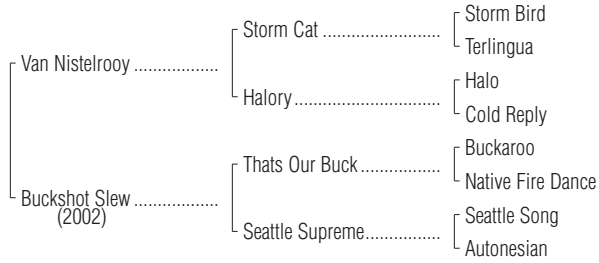 Storm Bird
Storm Cat ..............................
Terlingua
Van Nistelrooy ..................
Halo
Halory .....................................
Cold Reply
Buckaroo
Thats Our Buck ....................
Native Fire Dance
Buckshot Slew ..................
(2002)
Seattle Song
Seattle Supreme...................
Autonesian